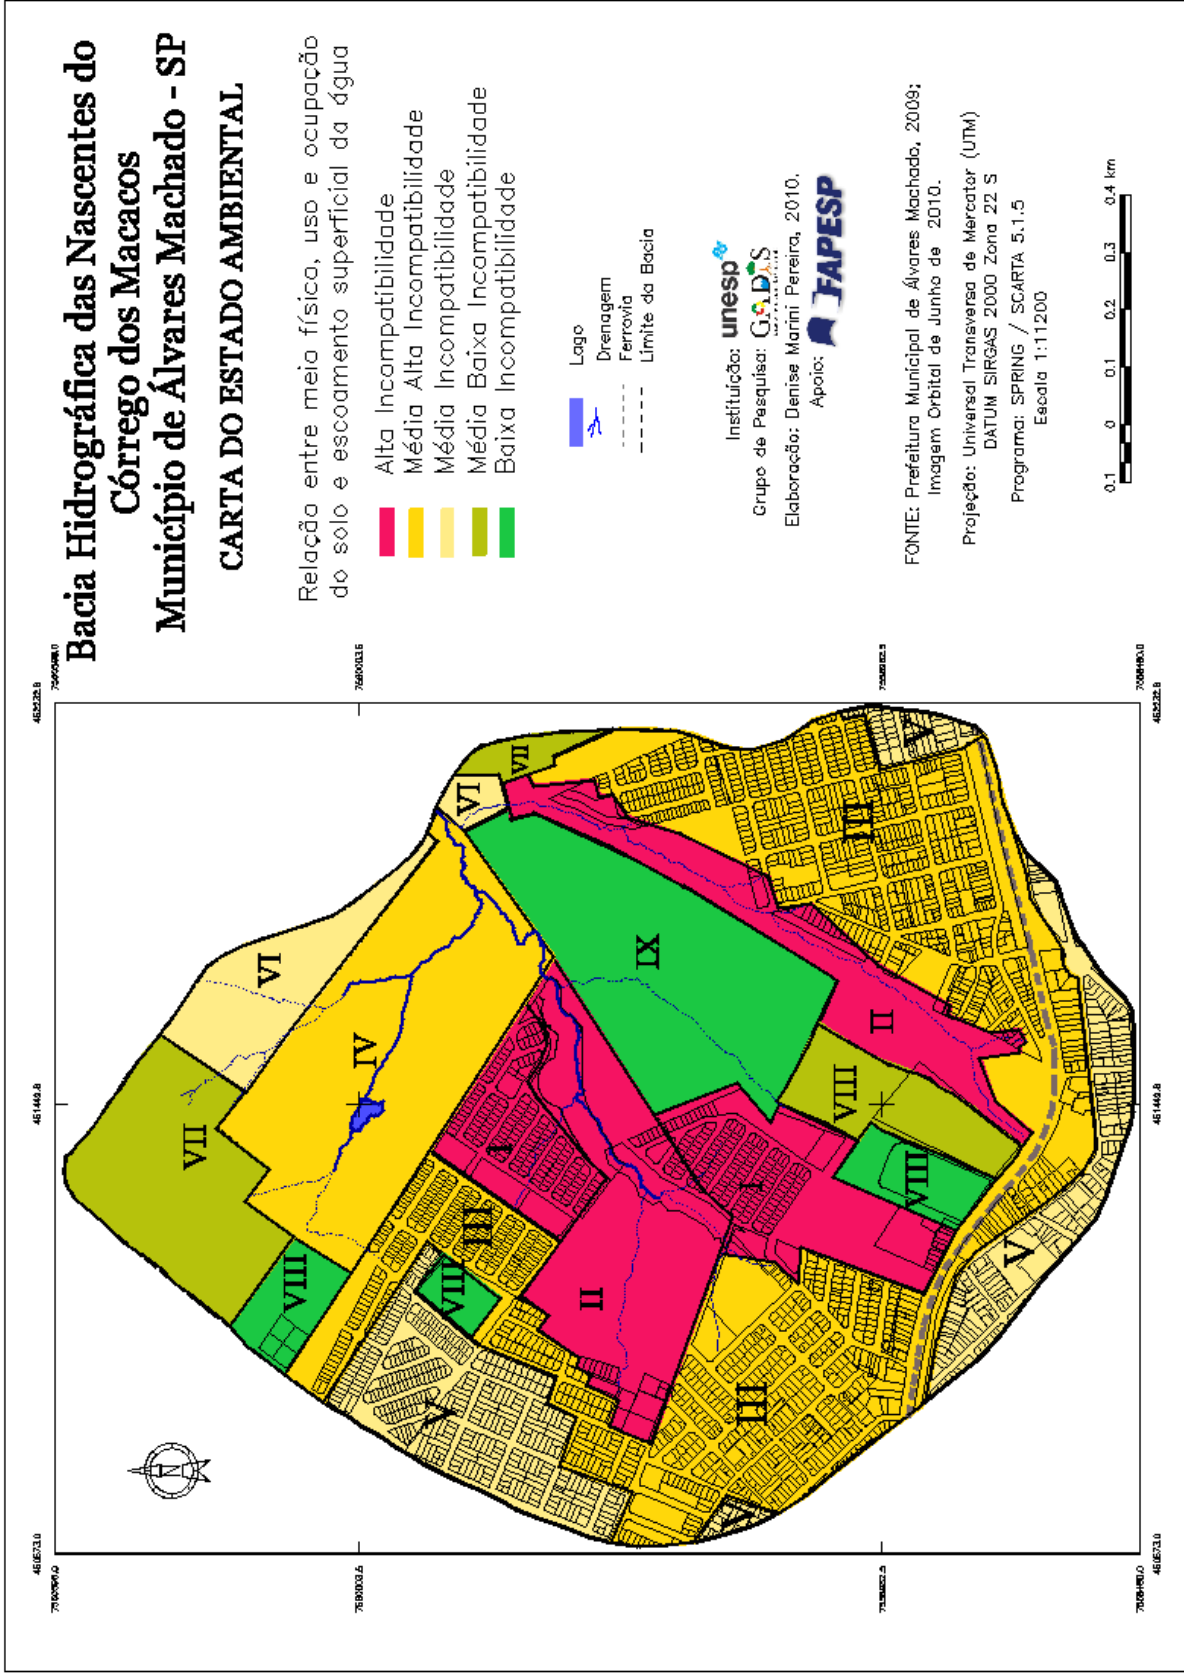 Bacia Hidrográfica das Nascentes do
Córrego dos Macacos
Município de Álvares Machado - SP
CARTA DO ESTADO AMBIENTAL
Relação entre meio físico, uso e ocupação
do solo e escoamento superficial da água
Alta Incompatibilidade
Média Alta Incompatibilidade
Média Incompatibilidade
Média Baixa Incompatibilidade
Baixa Incompatibilidade
Lago
Drenagem
Ferrovia
Limite da Bacia
Instituição: unesp
Grupo de Pesquisa: GADIS
Elaboração: Denise Marini Pereira, 2010.
Apoio: FAPESP
FONTE: Prefeitura Municipal de Álvares Machado, 2009;
Imagem Orbital de Junho de 2010.
Projeção: Universal Transversa de Mercator (UTM)
DATUM SIRGAS 2000 Zona 22 S
Programa: SPRING / SCARTA 5.1.5
Escala 1:11200
0.1 0 0.1 0.2 0.3 0.4 km
N
VII
VI
VI
VII
IV
VIII
III
I
VIII
V
II
IX
I
VIII
VIII
II
III
III
V
V
V